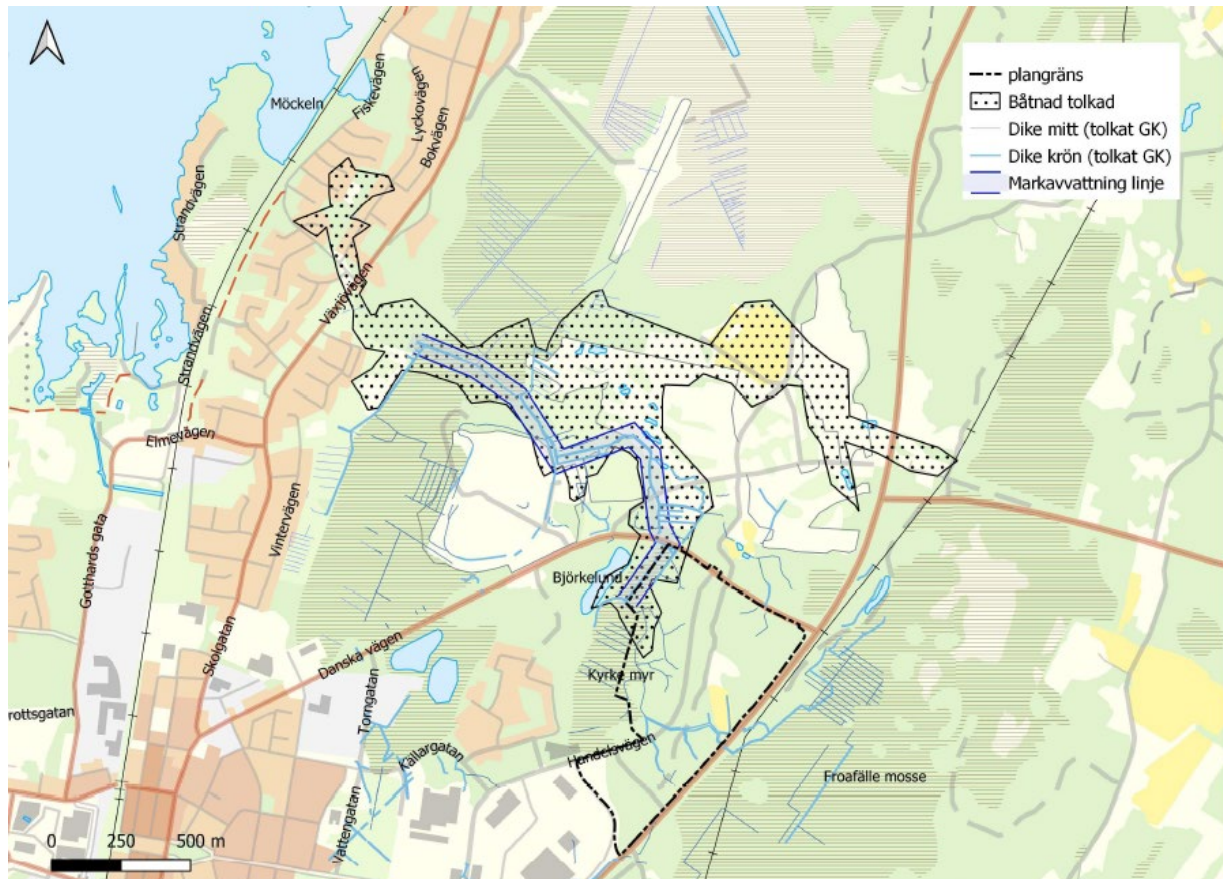 plangräns
Båtnad tolkad
Dike mitt (tolkat GK)
Dike krön (tolkat GK)
Markavvattning linje
Möckeln
Fiskevägen
Lyckovägen
Bokvägen
Strandvägen
Växjövägen
Strandvägen
Elmevägen
Vintervägen
Gotthards gata
Skolgatan
Björkelund
Danska vägen
Kyrke myr
Torngatan
rottsgatan
Källargatan
Handelsvägen
Froafälle mosse
Vattengatan
0 250 500 m